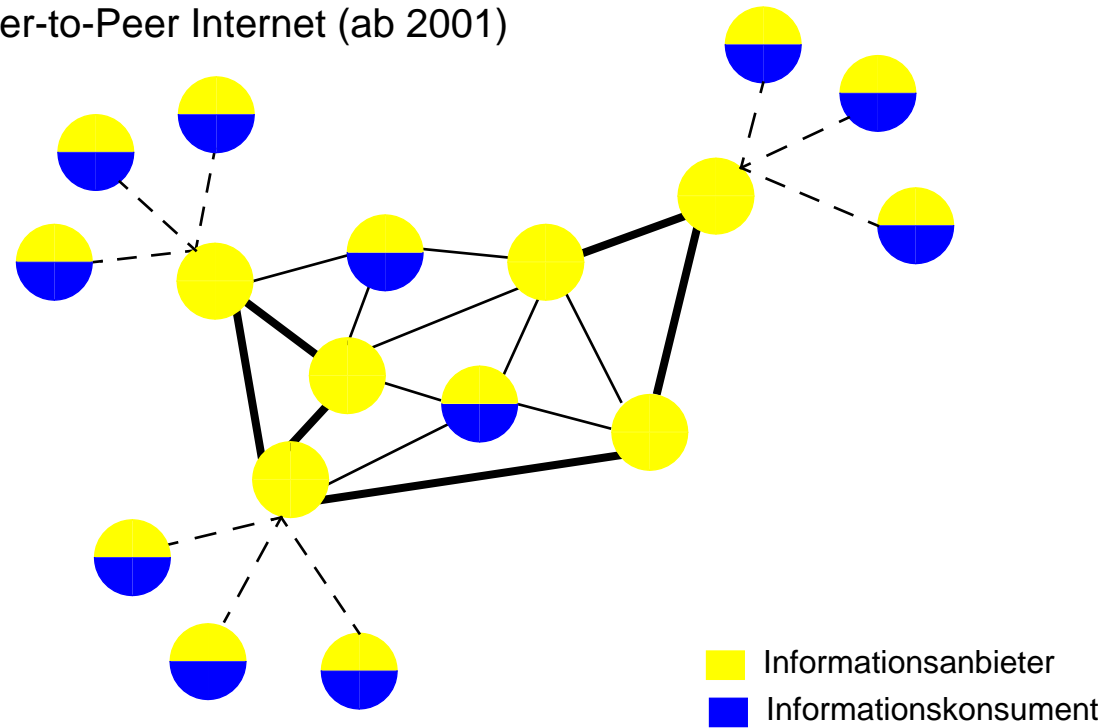 er-to-Peer Internet (ab 2001)
Informationsanbieter
Informationskonsument